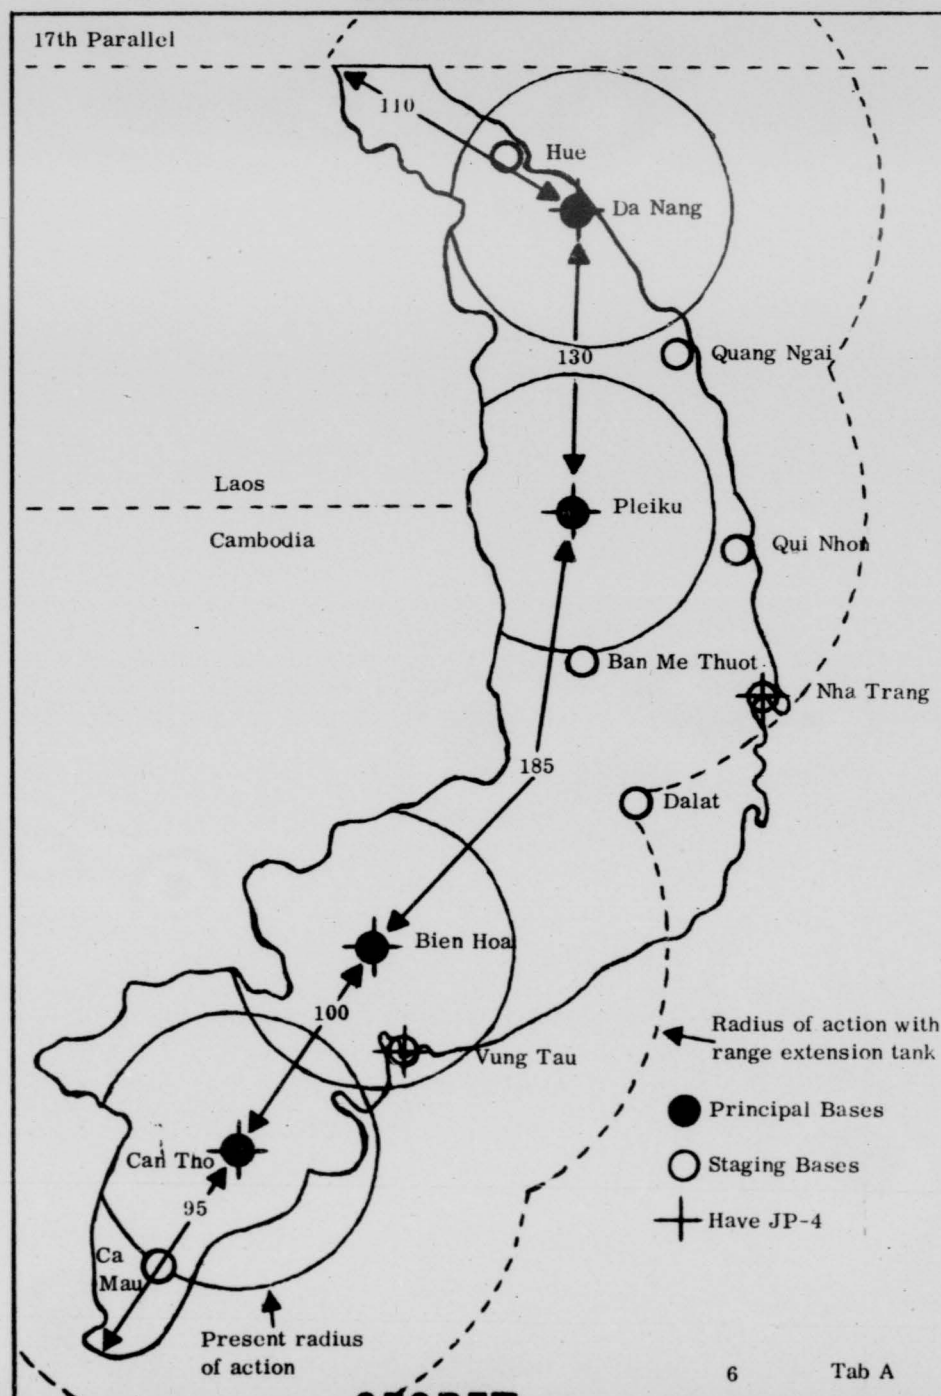 17th Parallel
110
Hue
Da Nang
130
Quang Ngai
Laos
Pleiku
Cambodia
Qui Nhon
Ban Me Thuot
Nha Trang
185
Dalat
Bien Hoa
100
Vung Tau
Radius of action with
range extension tank
Principal Bases
Can Tho
Staging Bases
95
Have JP-4
Ca
Mau
Present radius
of action
6
Tab A